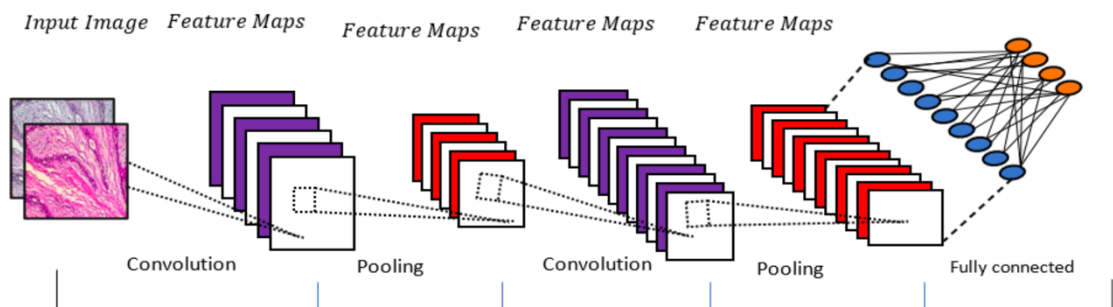 Input Image
Feature Maps
Feature Maps
Feature Maps
Feature Maps
Convolution
Pooling
Convolution
Pooling
Fully connected